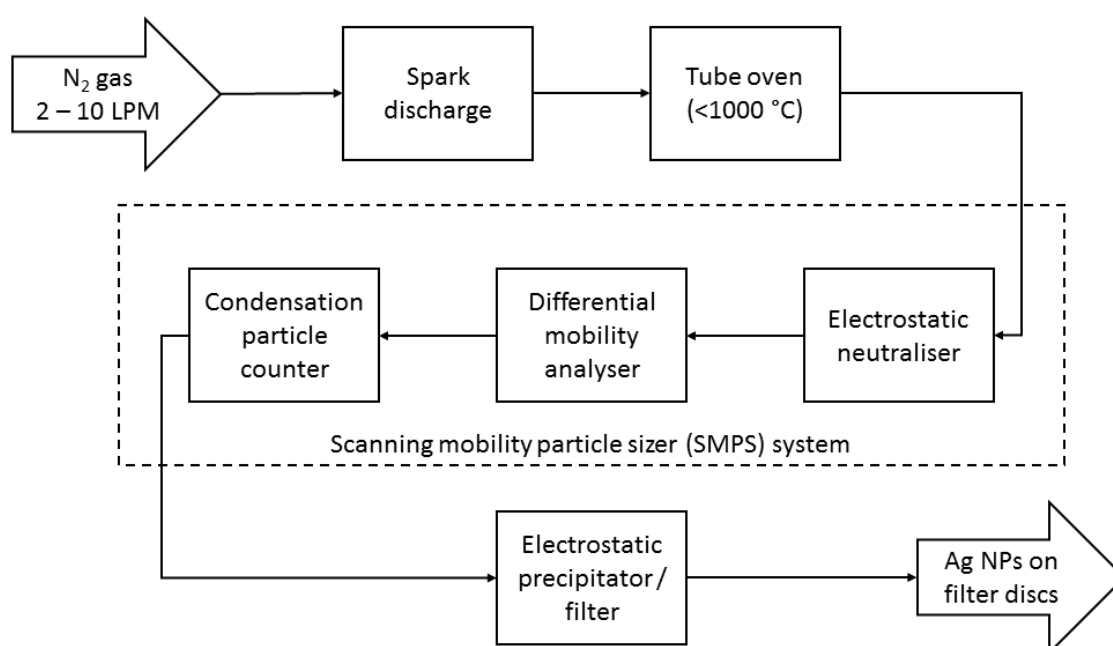 N₂ gas
2 – 10 LPM
Spark
discharge
Tube oven
(<1000 °C)
Condensation
particle
counter
Differential
mobility
analyser
Electrostatic
neutraliser
Scanning mobility particle sizer (SMPS) system
Electrostatic
precipitator/
filter
Ag NPs on
filter discs